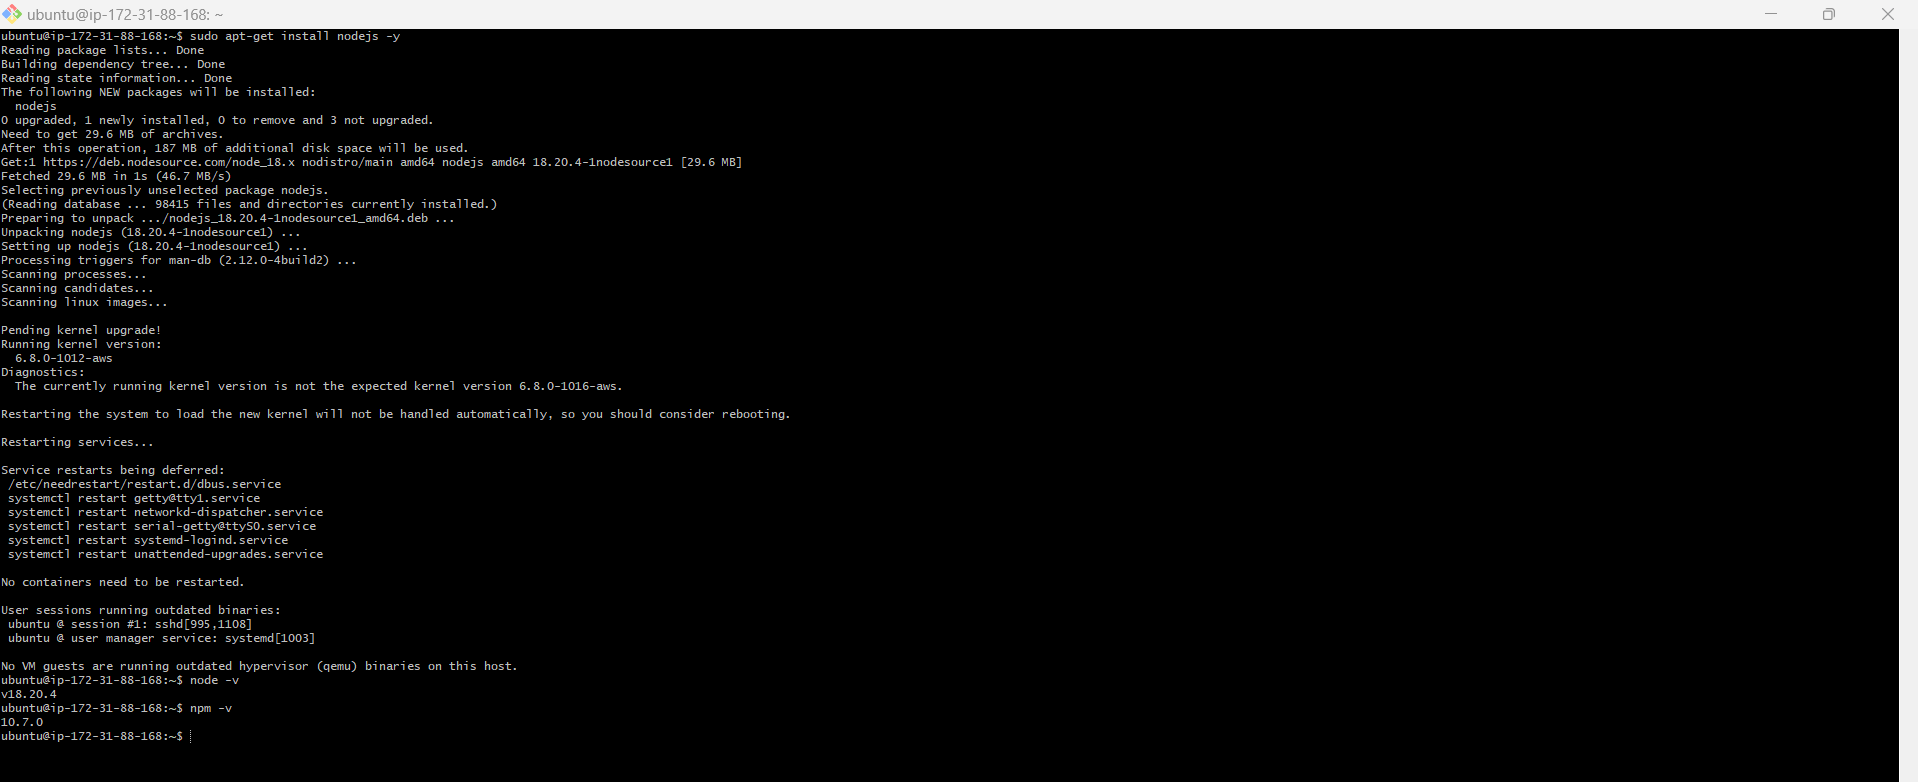 ubuntu@ip-172-31-88-168: ~
ubuntu@ip-172-31-88-168:~$ sudo apt-get install nodejs -y
Reading package lists... Done
Building dependency tree... Done
Reading state information... Done
The following NEW packages will be installed:
  nodejs
0 upgraded, 1 newly installed, 0 to remove and 3 not upgraded.
Need to get 29.6 MB of archives.
After this operation, 187 MB of additional disk space will be used.
Get:1 https://deb.nodesource.com/node_18.x nodistro/main amd64 nodejs amd64 18.20.4-1nodesource1 [29.6 MB]
Fetched 29.6 MB in 1s (46.7 MB/s)
Selecting previously unselected package nodejs.
(Reading database ... 98415 files and directories currently installed.)
Preparing to unpack .../nodejs_18.20.4-1nodesource1_amd64.deb ...
Unpacking nodejs (18.20.4-1nodesource1) ...
Setting up nodejs (18.20.4-1nodesource1) ...
Processing triggers for man-db (2.12.0-4build2) ...
Scanning processes...
Scanning candidates...
Scanning linux images...
Pending kernel upgrade!
Running kernel version:
  6.8.0-1012-aws
Diagnostics:
  The currently running kernel version is not the expected kernel version 6.8.0-1016-aws.
Restarting the system to load the new kernel will not be handled automatically, so you should consider rebooting.
Restarting services...
Service restarts being deferred:
 /etc/needrestart/restart.d/dbus.service
 systemctl restart getty@tty1.service
 systemctl restart networkd-dispatcher.service
 systemctl restart serial-getty@ttyS0.service
 systemctl restart systemd-logind.service
 systemctl restart unattended-upgrades.service
No containers need to be restarted.
User sessions running outdated binaries:
 ubuntu @ session #1: sshd[995,1108]
 ubuntu @ user manager service: systemd[1003]
No VM guests are running outdated hypervisor (qemu) binaries on this host.
ubuntu@ip-172-31-88-168:~$ node -v
v18.20.4
ubuntu@ip-172-31-88-168:~$ npm -v
10.7.0
ubuntu@ip-172-31-88-168:~$